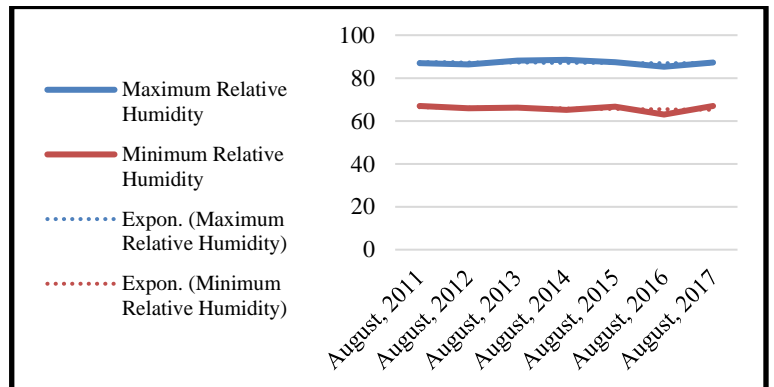 Maximum Relative
Humidity
Minimum Relative
Humidity
Expon. (Maximum
Relative Humidity)
Expon. (Minimum
Relative Humidity)
100
80
60
40
20
0
August, 2011
August, 2012
August, 2013
August, 2014
August, 2015
August, 2016
August, 2017